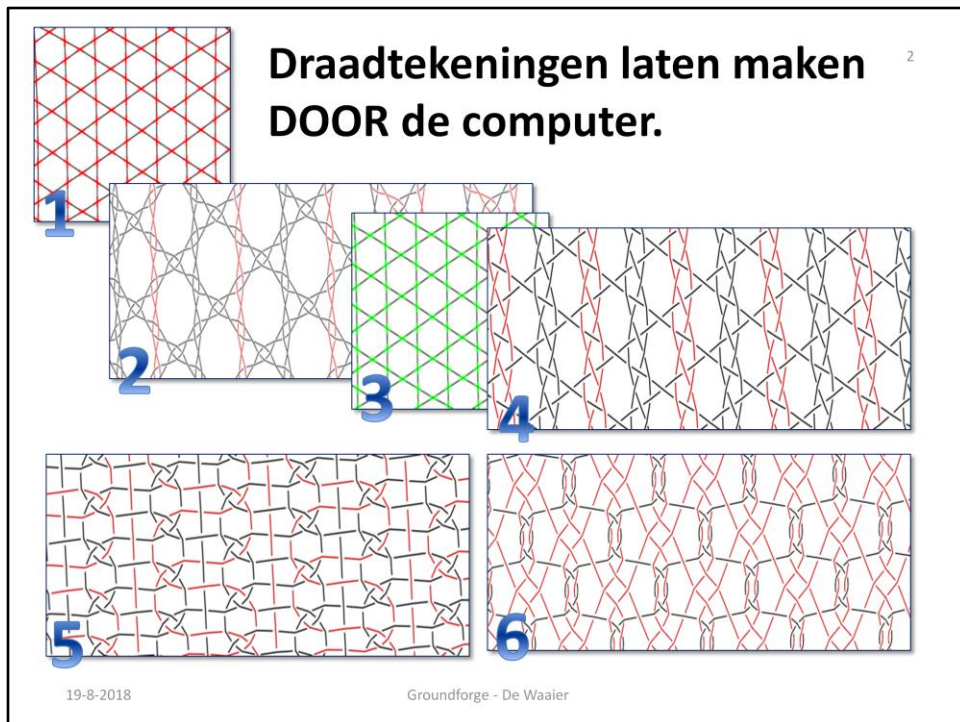 Draadtekeningen laten maken
2
DOOR de computer.
1
2
3
4
5
6
19-8-2018
Groundforge - De Waaier